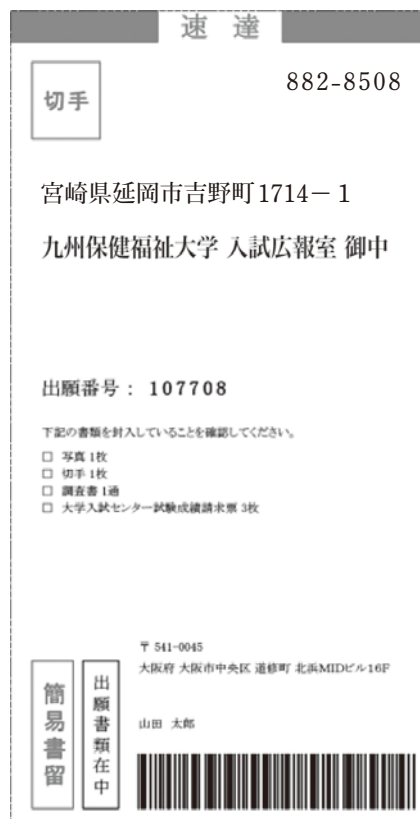 速達
切手
882-8508
宮崎県延岡市吉野町1714－1
九州保健福祉大学 入試広報室 御中
出願番号： 107708
下記の書類を封入していることを確認してください。
□ 写真 1枚
□ 切手 1枚
□ 調査書 1通
□ 大学入試センター試験成績請求票 3枚
〒 541-0045
大阪府 大阪市中央区 道修町 北浜MIDビル16F
山田 太郎
簡易書留
出願書類在中